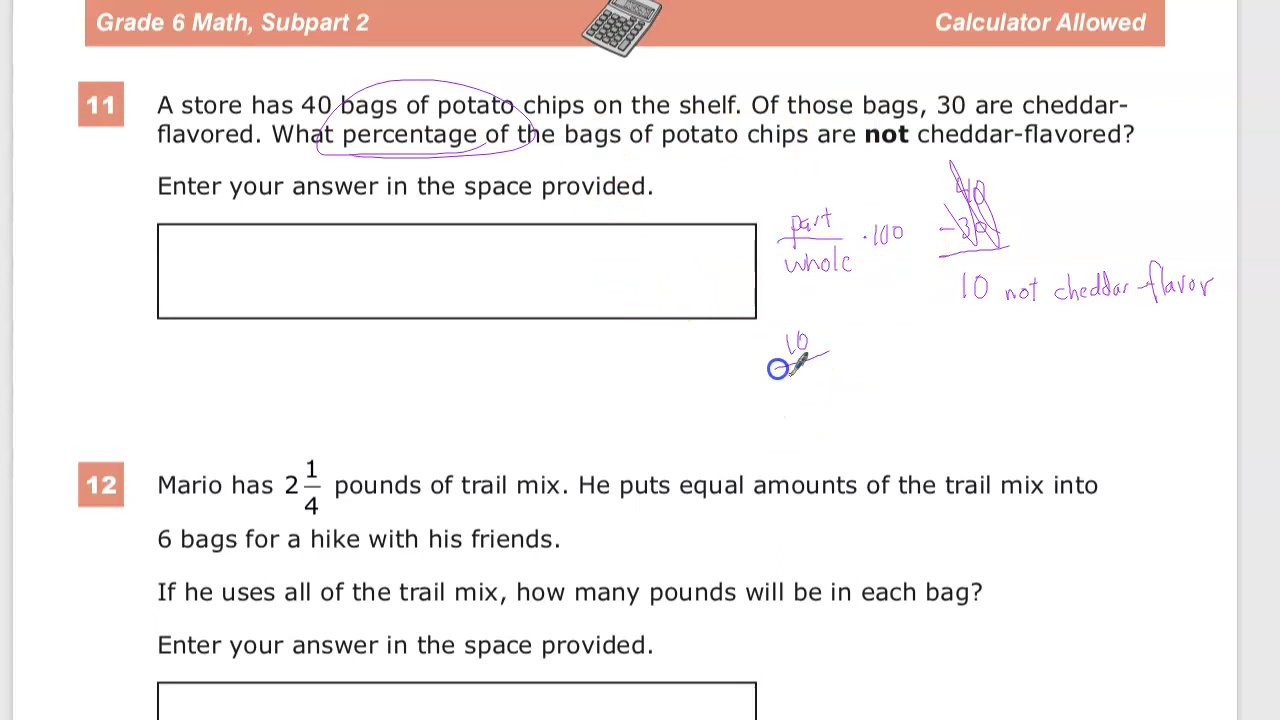 Grade 6 Math, Subpart 2
Calculator Allowed
11
A store has 40 bags of potato chips on the shelf. Of those bags, 30 are cheddar-
flavored. What percentage of the bags of potato chips are not cheddar-flavored?
Enter your answer in the space provided.
part
whole
· 100
40
-30
10 not cheddar-flavor
10
12
Mario has 2 1/4 pounds of trail mix. He puts equal amounts of the trail mix into
6 bags for a hike with his friends.
If he uses all of the trail mix, how many pounds will be in each bag?
Enter your answer in the space provided.